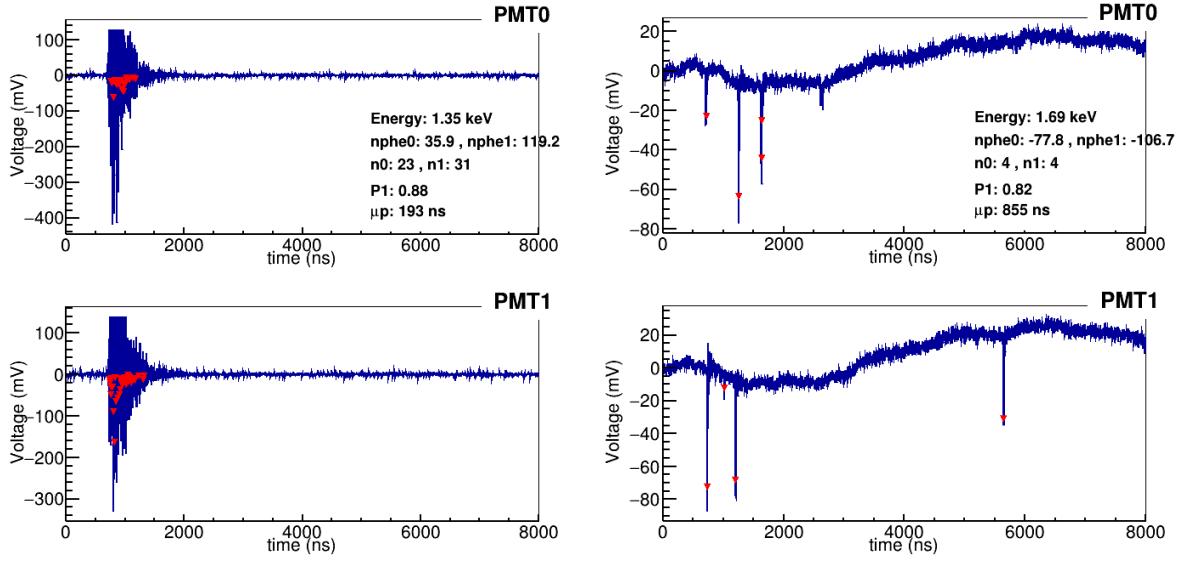 PMT0
Voltage (mV)
100
0
−100
−200
−300
−400
Energy: 1.35 keV
nphe0: 35.9 , nphe1: 119.2
n0: 23 , n1: 31
P1: 0.88
μp: 193 ns
0 2000 4000 6000 8000
time (ns)
PMT0
Voltage (mV)
20
0
−20
−40
−60
−80
Energy: 1.69 keV
nphe0: -77.8 , nphe1: -106.7
n0: 4 , n1: 4
P1: 0.82
μp: 855 ns
0 2000 4000 6000 8000
time (ns)
PMT1
Voltage (mV)
100
0
−100
−200
−300
0 2000 4000 6000 8000
time (ns)
PMT1
Voltage (mV)
20
0
−20
−40
−60
−80
0 2000 4000 6000 8000
time (ns)